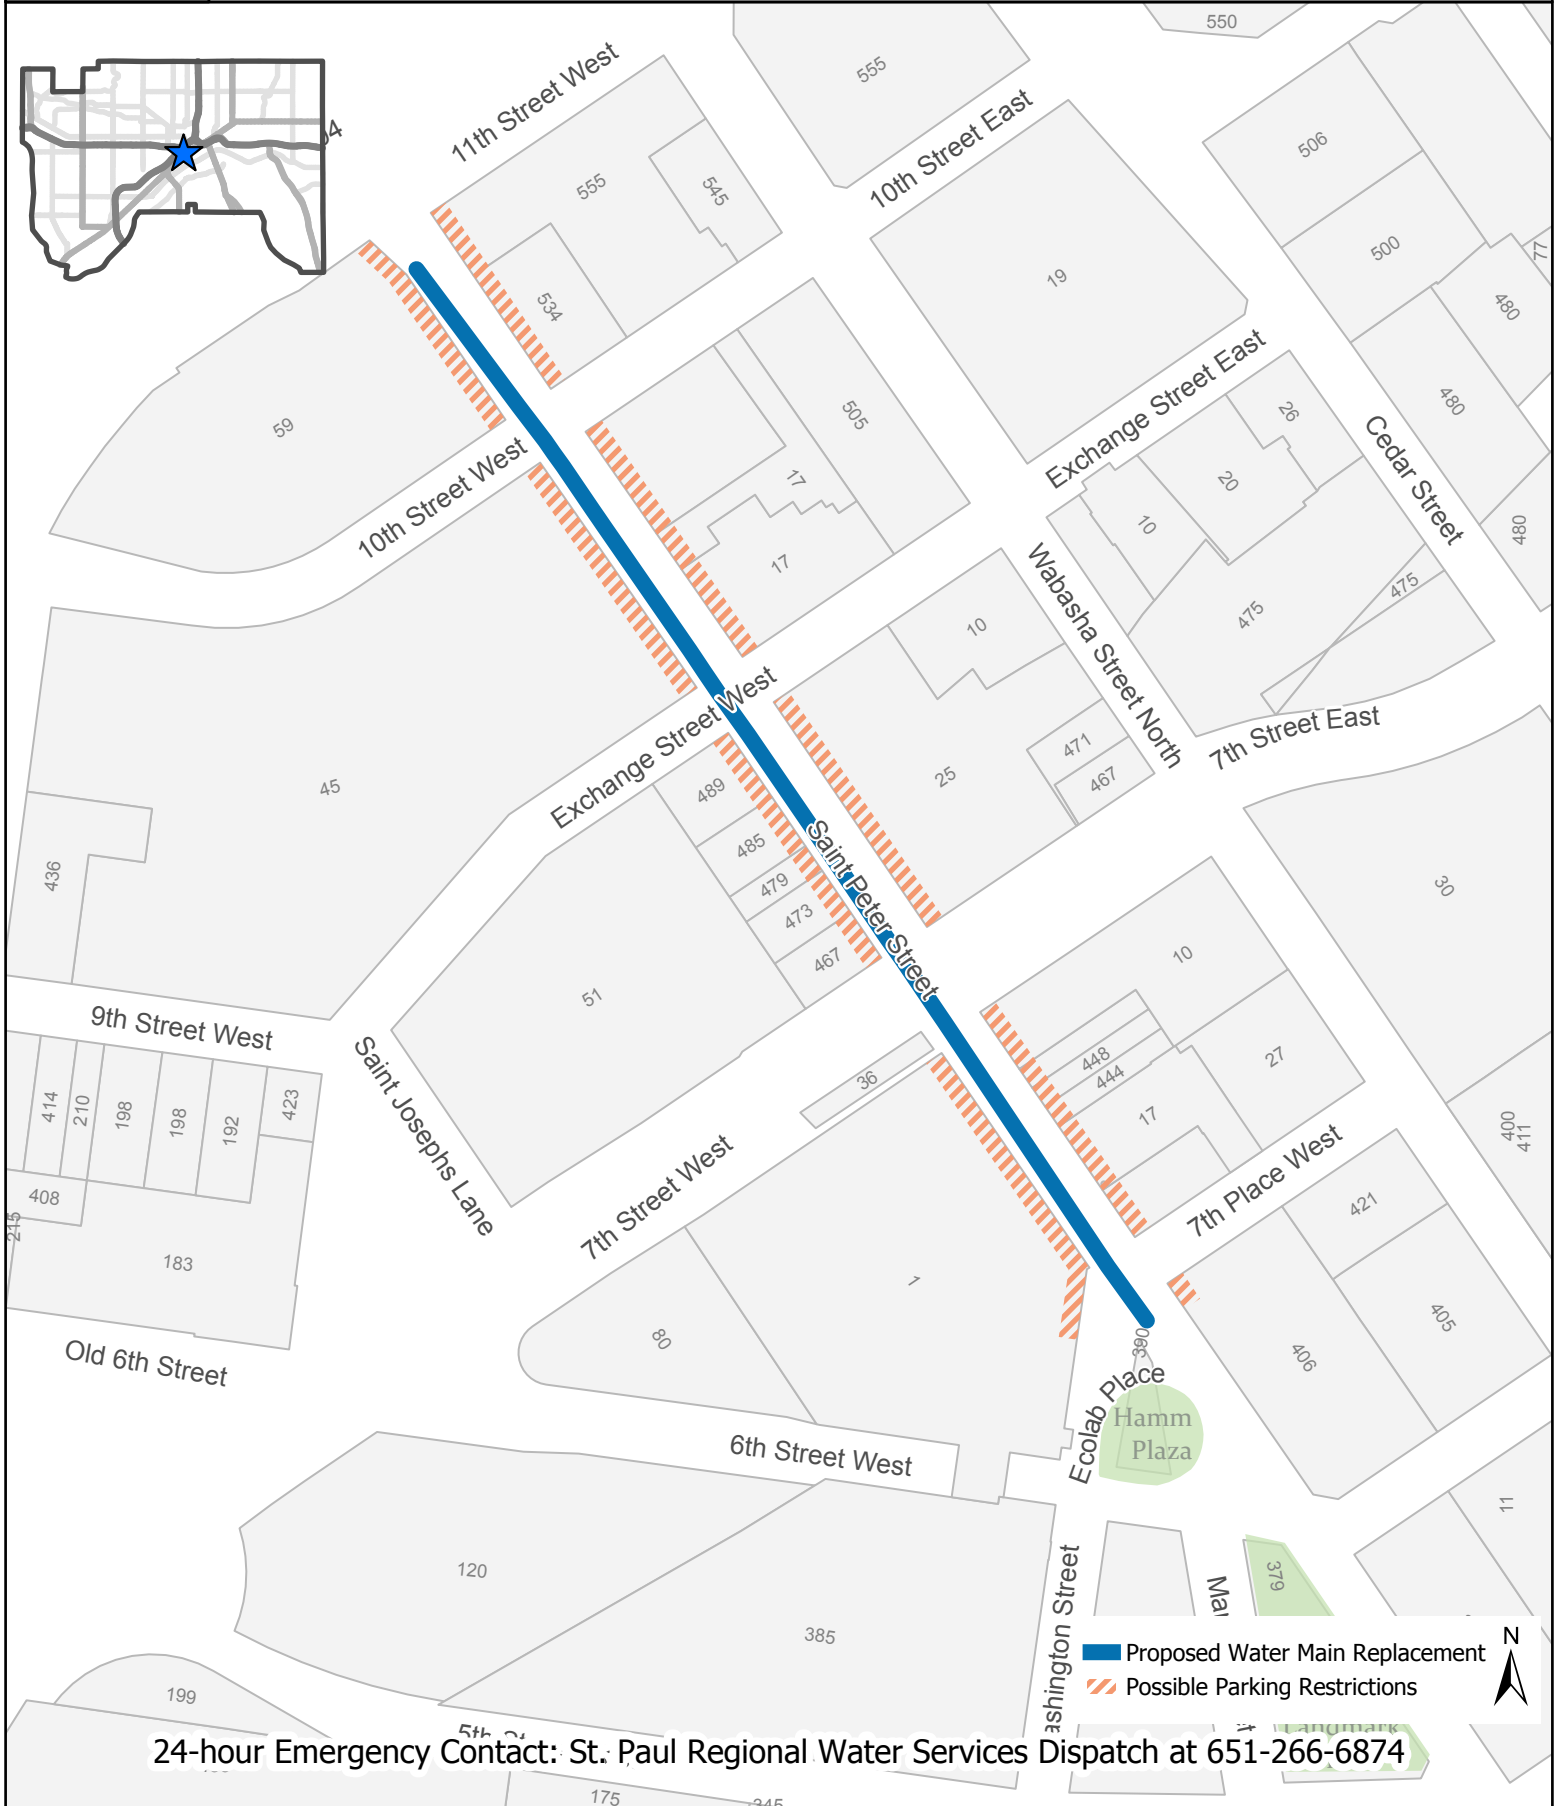 550
555
11th Street West
94
555
545
10th Street East
506
500
77
19
480
534
480
59
505
26
Exchange Street East
Cedar Street
10th Street West
17
20
10
480
17
475
475
10
Wabasha Street North
Exchange Street West
7th Street East
471
467
25
45
489
485
479
473
467
436
Saint Peter Street
30
10
51
9th Street West
27
448
444
17
36
Saint Josephs Lane
414
210
198
198
192
423
400
411
7th Street West
7th Place West
408
215
183
421
405
1
80
390
406
Old 6th Street
Ecolab Place
Hamm
Plaza
6th Street West
11
120
379
385
Proposed Water Main Replacement
Possible Parking Restrictions
N
199
Landmark
24-hour Emergency Contact: St. Paul Regional Water Services Dispatch at 651-266-6874
175
345